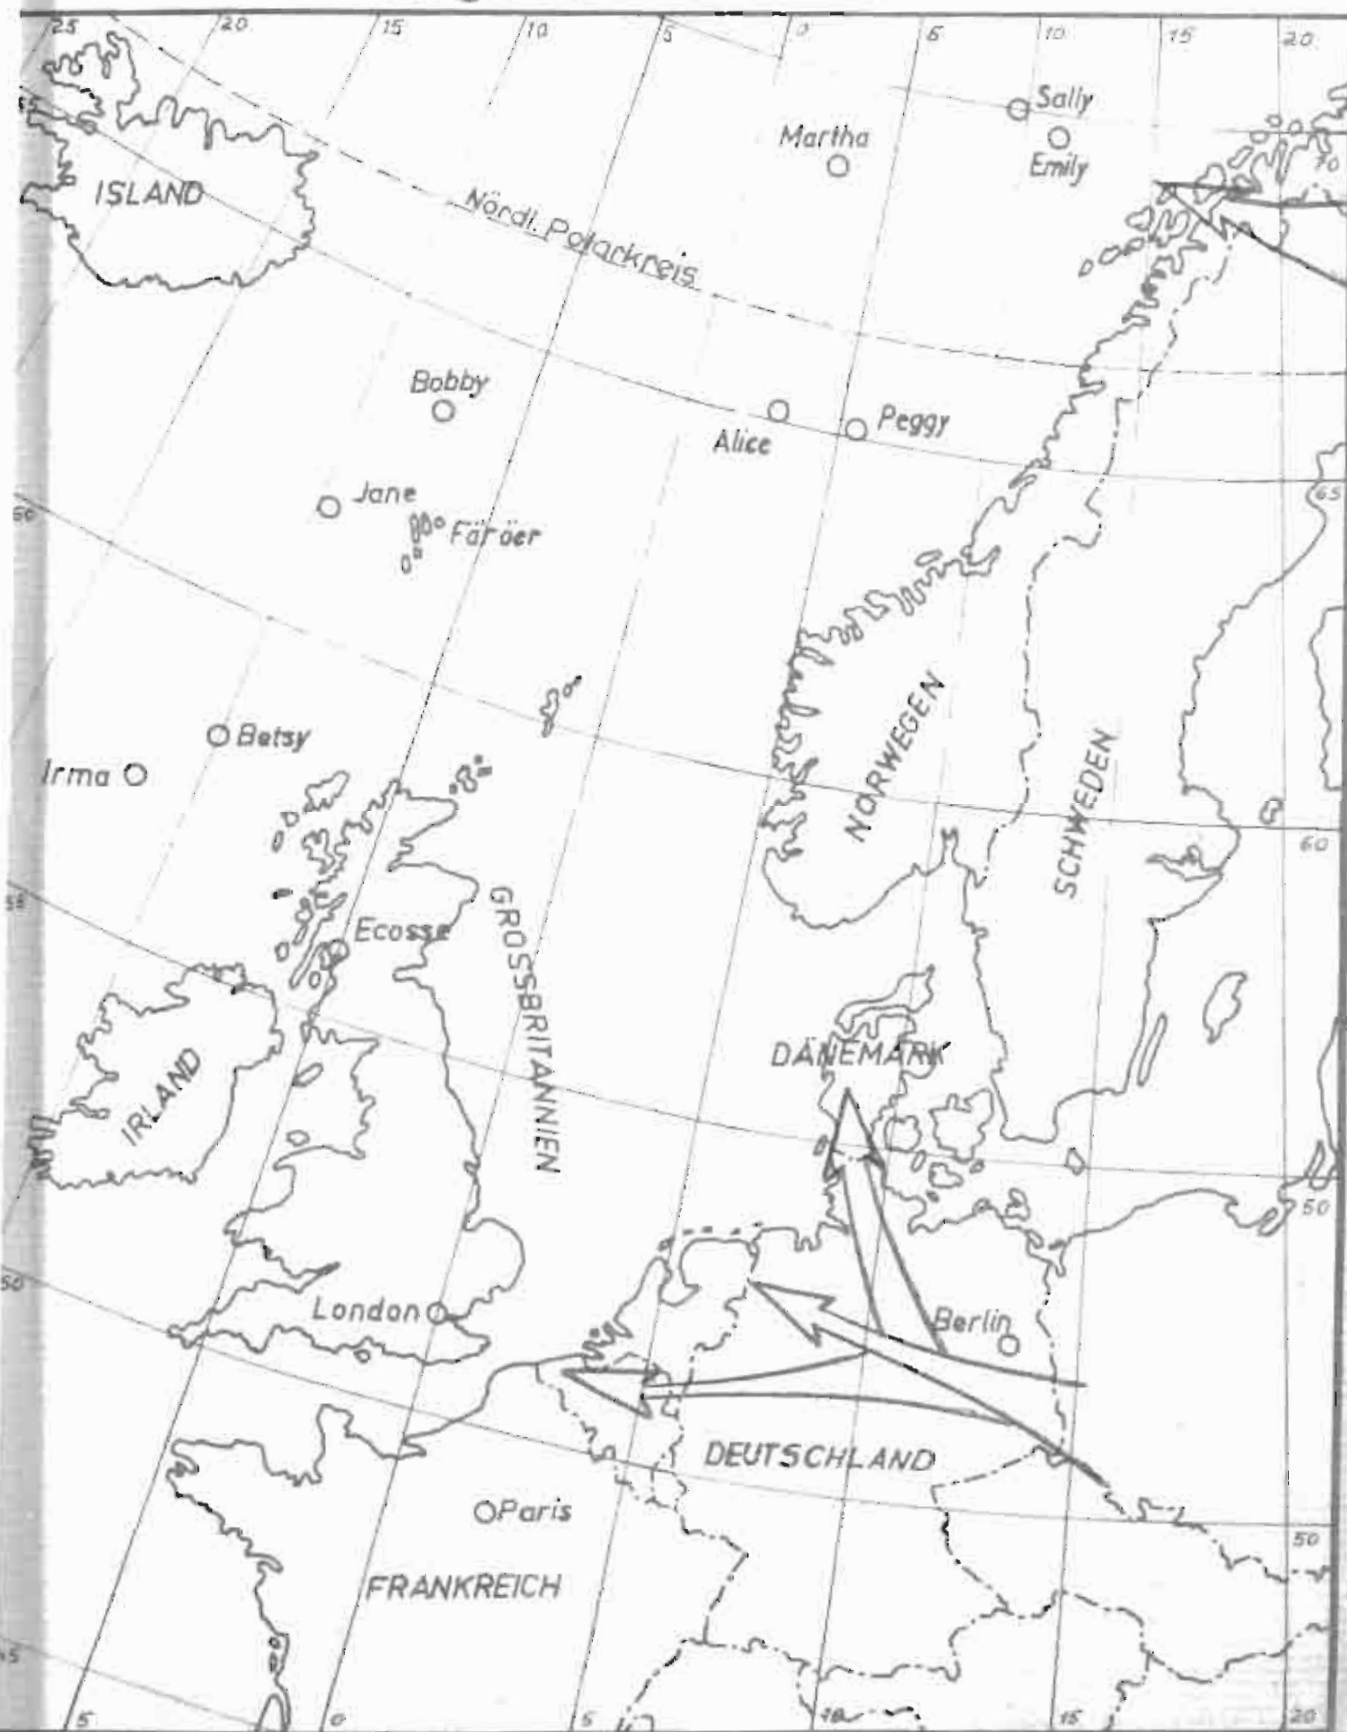 25 20 15 10 5 0 5 10 15 20
Sally
Martha
Emily
70
ISLAND
Nördl. Polarkreis
Bobby
Alice
Peggy
Jane
65
60
Färöer
Betsy
Irma
NORWEGEN
SCHWEDEN
60
Ecosse
GROSSBRITANNIEN
DÄNEMARK
IRLAND
50
50
London
Berlin
DEUTSCHLAND
Paris
50
FRANKREICH
5 0 5 10 15 20